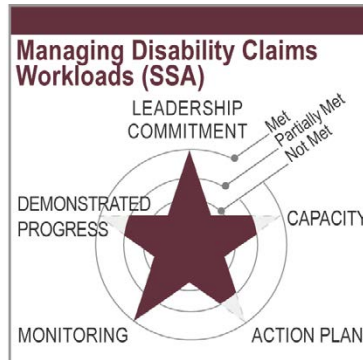 Managing Disability Claims
Workloads (SSA)
LEADERSHIP
COMMITMENT
Met
Partially Met
Not Met
DEMONSTRATED
PROGRESS
CAPACITY
MONITORING
ACTION PLAN